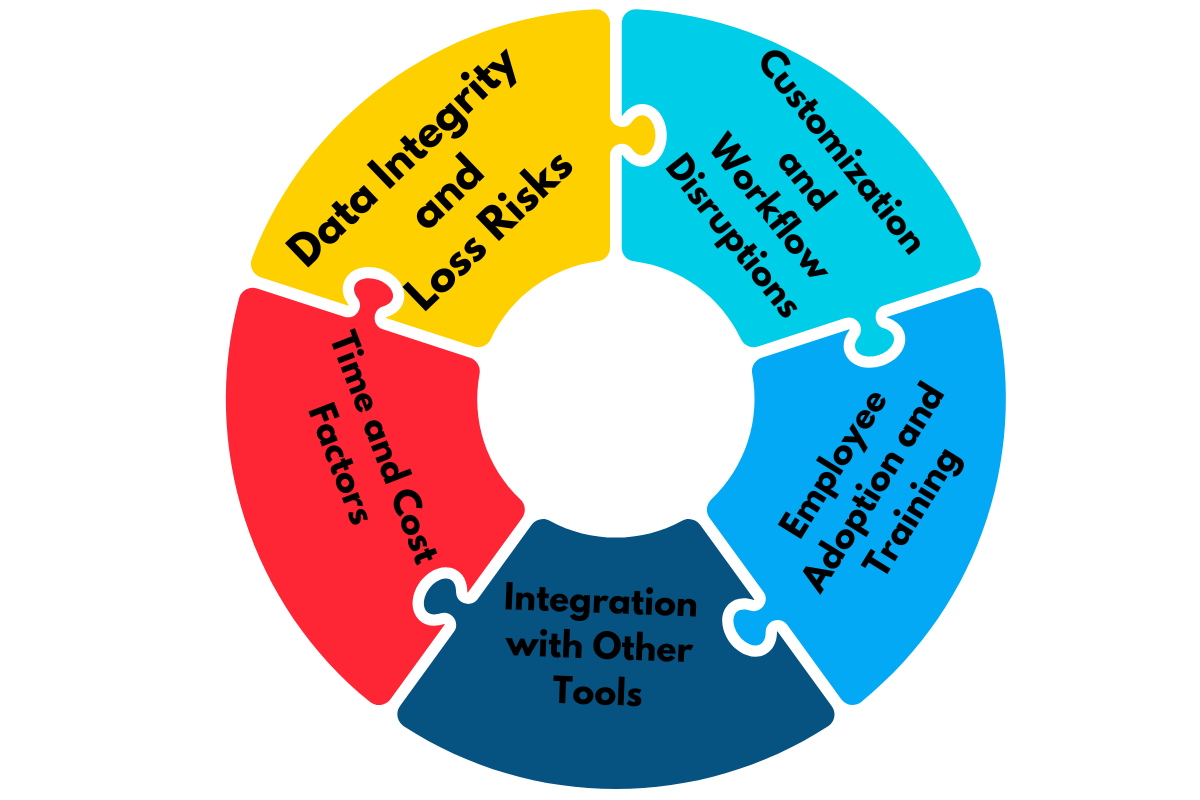 Data Integrity
and
Loss Risks
Customization
and
Workflow
Disruptions
Employee
Adoption and
Training
Integration
with Other
Tools
Time and Cost
Factors